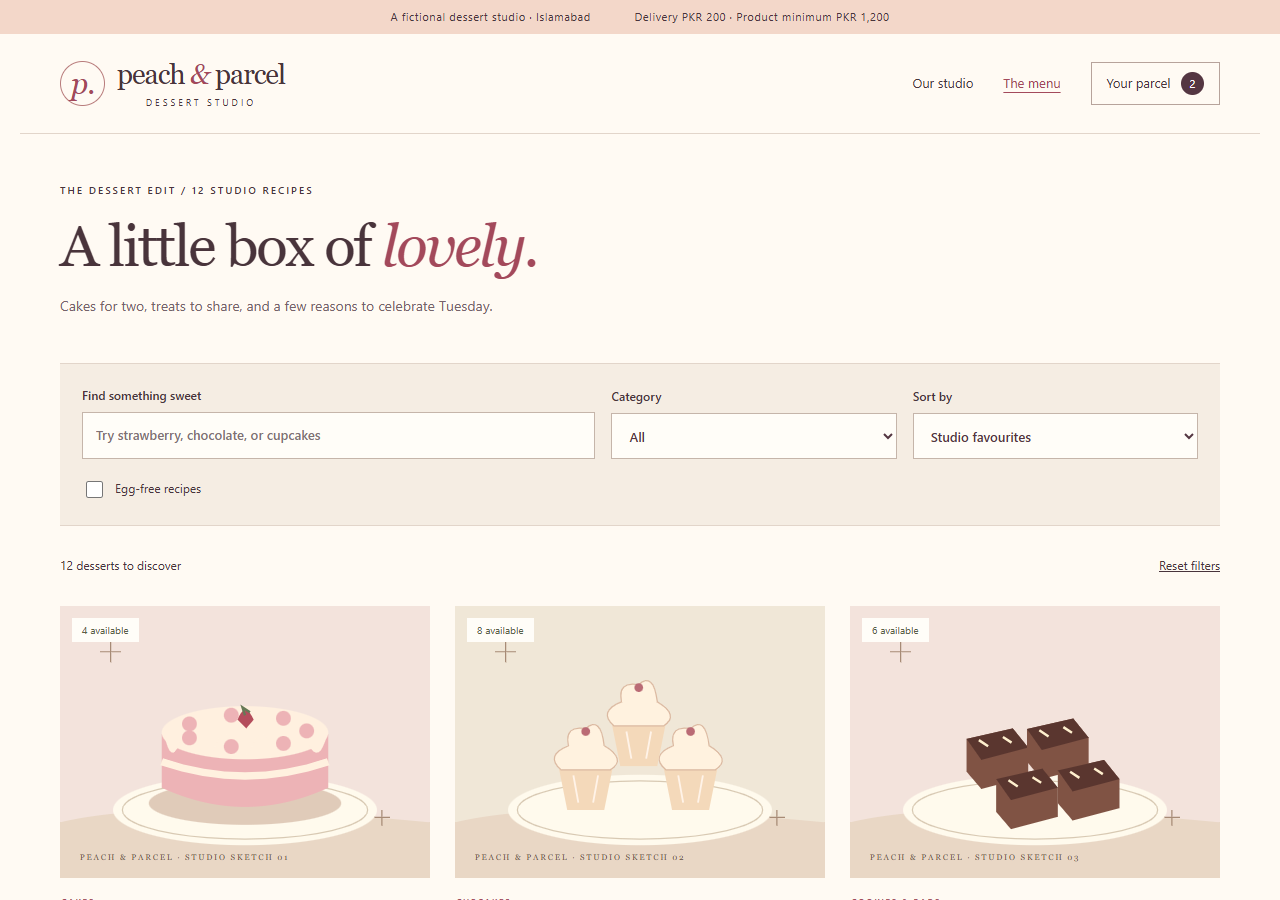 A fictional dessert studio · Islamabad Delivery PKR 200 · Product minimum PKR 1,200
p. peach & parcel
DESSERT STUDIO
Our studio The menu Your parcel 2
THE DESSERT EDIT / 12 STUDIO RECIPES
A little box of lovely.
Cakes for two, treats to share, and a few reasons to celebrate Tuesday.
Find something sweet Category Sort by
Try strawberry, chocolate, or cupcakes All Studio favourites
Egg-free recipes
12 desserts to discover Reset filters
4 available 8 available 6 available
PEACH & PARCEL · STUDIO SKETCH 01 PEACH & PARCEL · STUDIO SKETCH 02 PEACH & PARCEL · STUDIO SKETCH 03